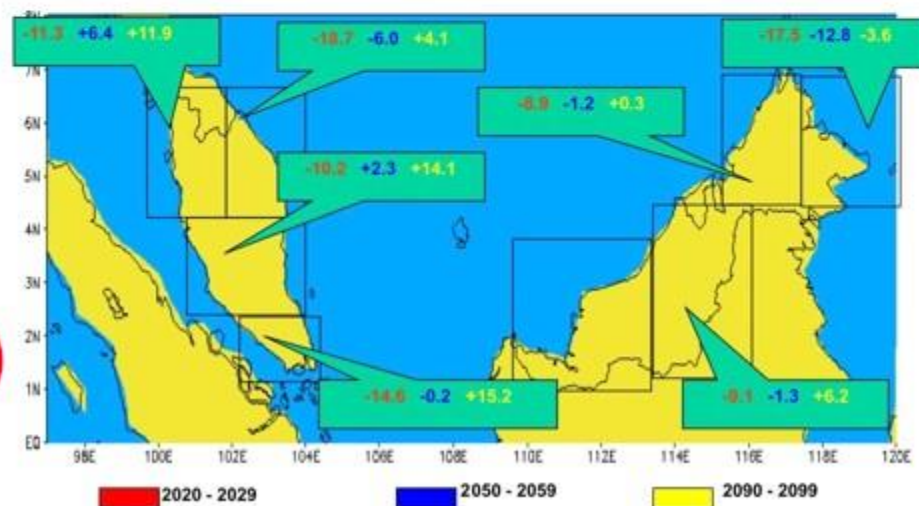 -11.3 +6.4 +11.9
-18.7 -6.0 +4.1
-17.5 -12.8 -3.6
7N
-8.9 -1.2 +0.3
6N
-10.2 +2.3 +14.1
5N
4N
3N
2N
1N
-14.6 -0.2 +15.2
-9.1 -1.3 +6.2
EQ
98E 100E 102E 104E 106E 108E 110E 112E 114E 116E 118E 120E
2020 - 2029 2050 - 2059 2090 - 2099